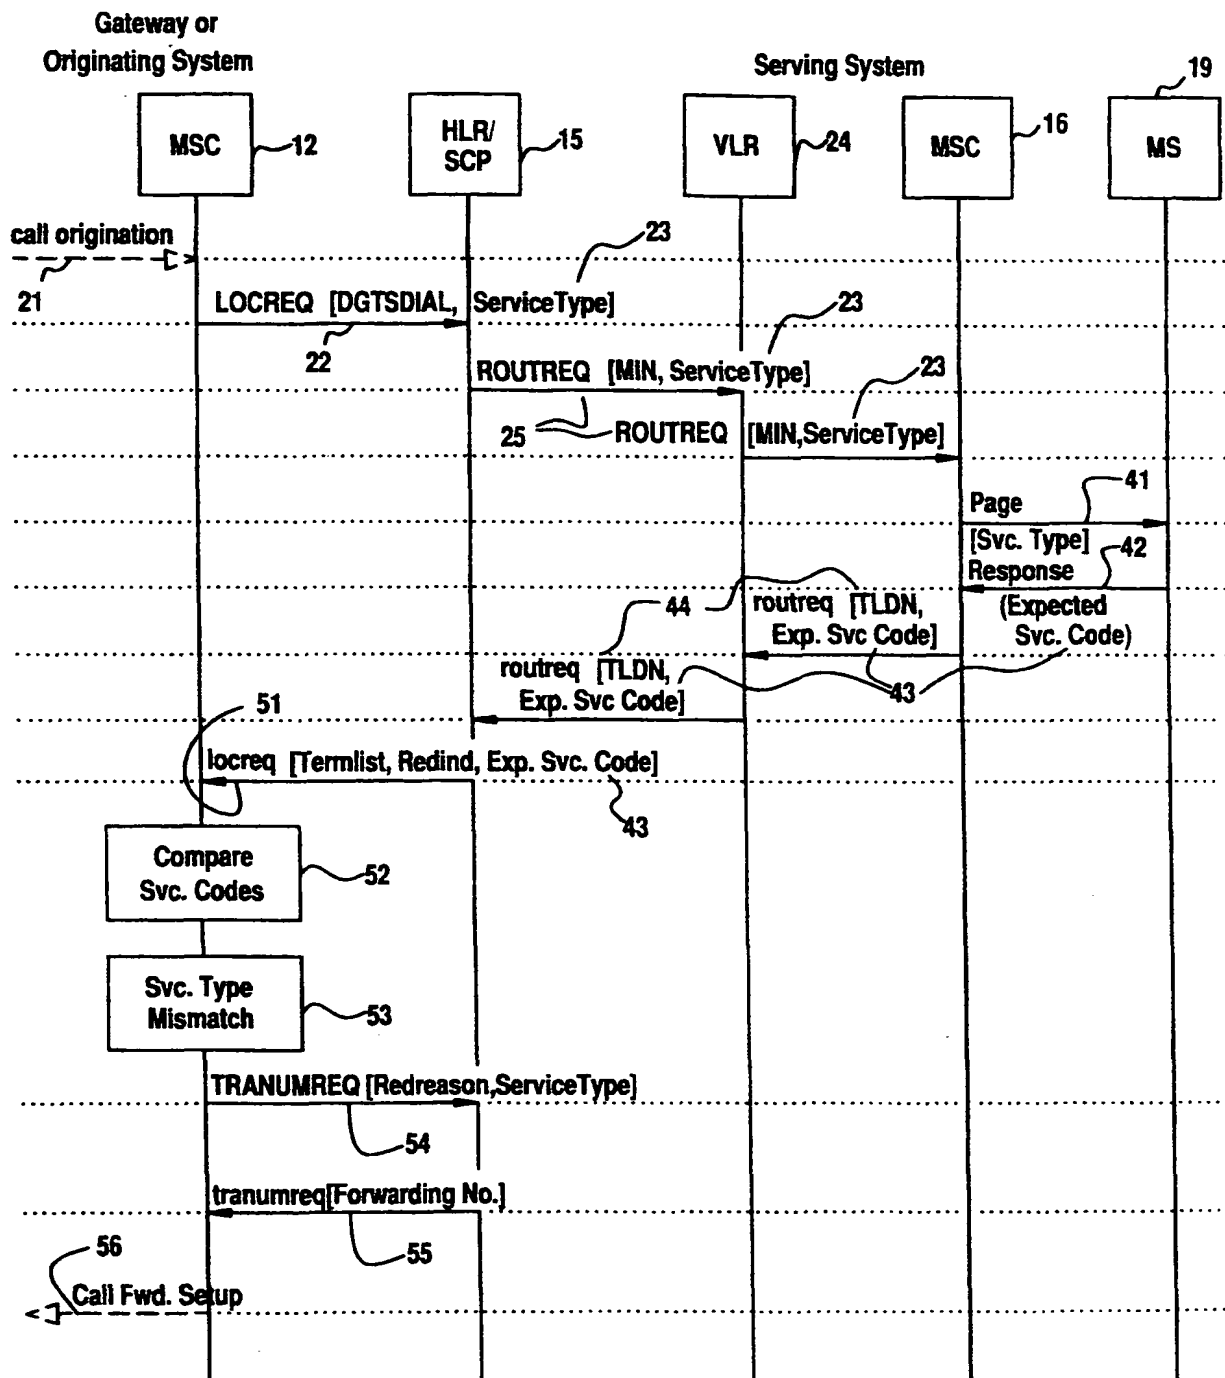 Gateway or
Originating System
Serving System
19
MSC
12
HLR/
SCP
15
VLR
24
MSC
16
MS
call origination
21
23
LOCREQ [DGTSDIAL, ServiceType]
22
23
ROUTREQ [MIN, ServiceType]
23
25
ROUTREQ [MIN,ServiceType]
41
Page
[Svc. Type]
42
Response
(Expected
Svc. Code)
44
routreq [TLDN,
Exp. Svc Code]
routreq [TLDN,
Exp. Svc Code]
43
51
locreq [Termlist, Redind, Exp. Svc. Code]
43
Compare
Svc. Codes
52
Svc. Type
Mismatch
53
TRANUMREQ [Redreason,ServiceType]
54
tranumreq[Forwarding No.]
55
56
Call Fwd. Setup